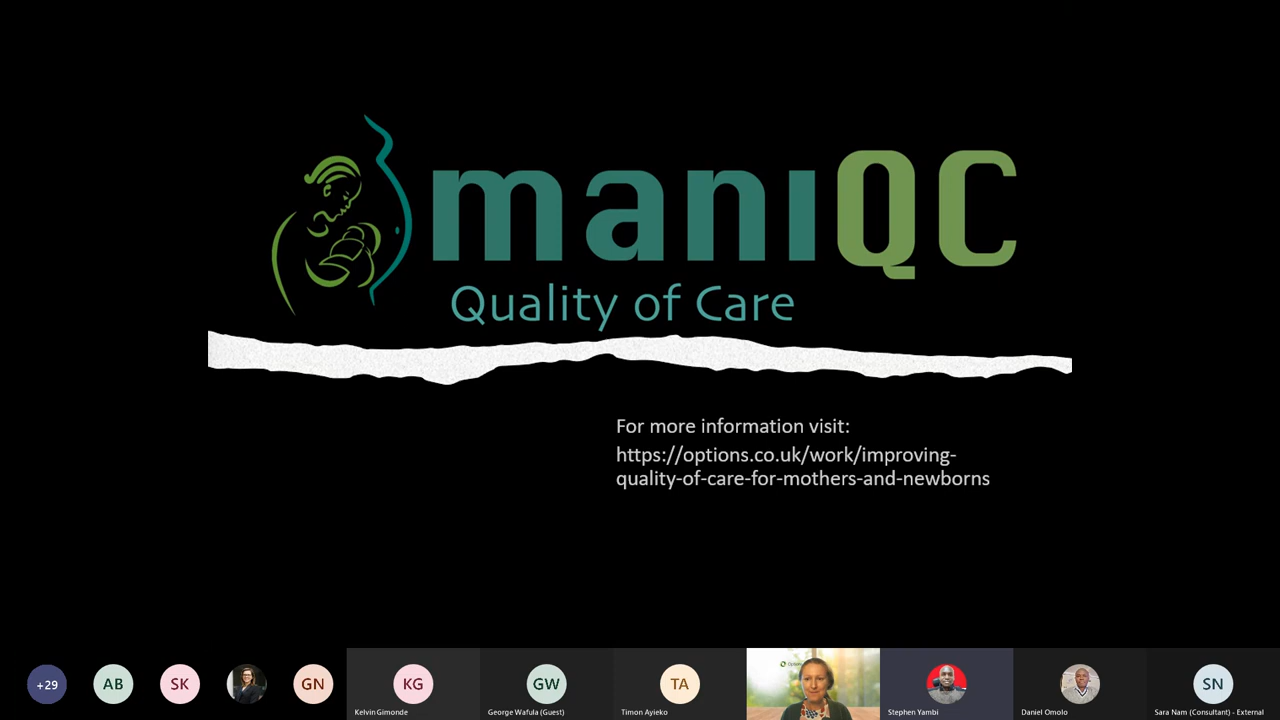 manıQC
Quality of Care
For more information visit:
https://options.co.uk/work/improving-
quality-of-care-for-mothers-and-newborns
+29
AB
SK
GN
KG
GW
TA
SN
Kelvin Gimonde
George Wafula (Guest)
Timon Ayieko
Stephen Yambi
Daniel Omolo
Sara Nam (Consultant) - External